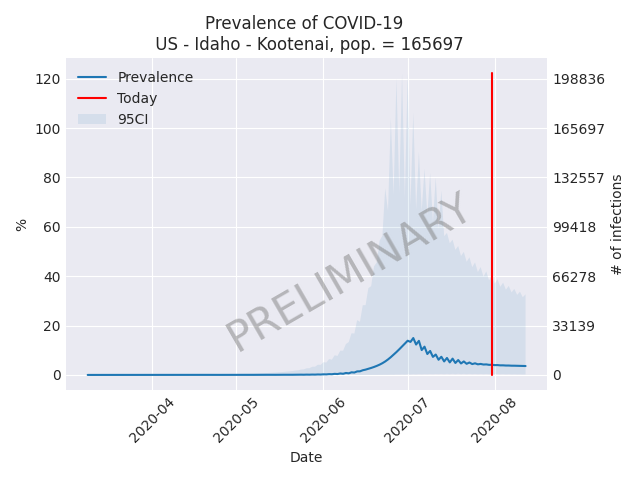 Prevalence of COVID-19
US - Idaho - Kootenai, pop. = 165697
Prevalence
Today
95CI
120
100
80
60
40
20
0
%
198836
165697
132557
99418
66278
33139
0
# of infections
PRELIMINARY
2020-04
2020-05
2020-06
2020-07
2020-08
Date